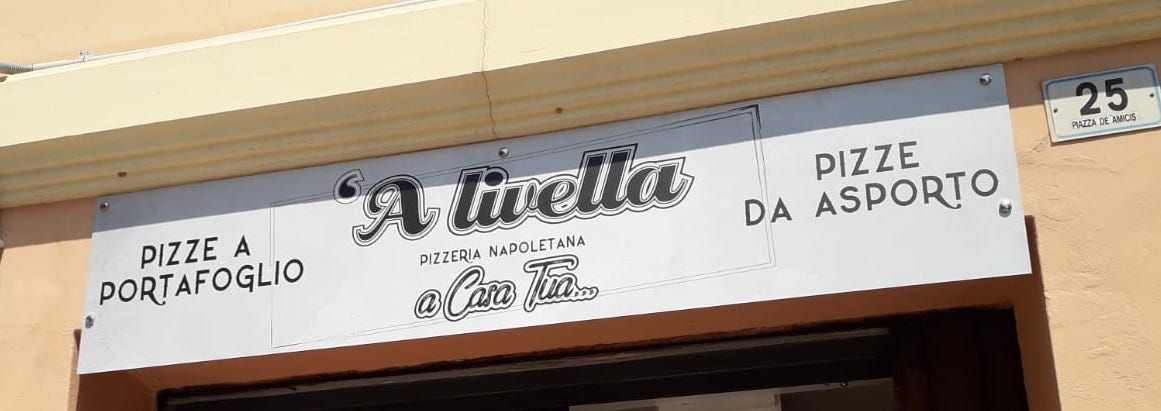 PIZZE A
PORTAFOGLIO
'A livella
PIZZERIA NAPOLETANA
a Casa Tua...
PIZZE
DA ASPORTO
25
PIAZZA DE AMICIS